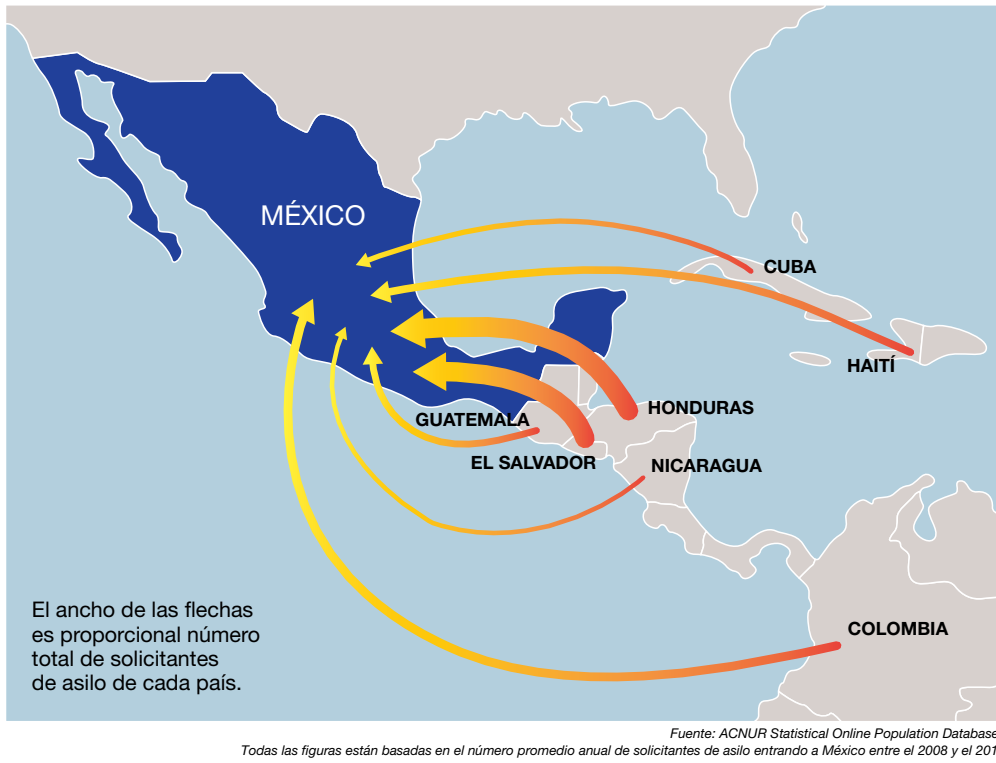 MÉXICO
CUBA
HAITÍ
HONDURAS
GUATEMALA
EL SALVADOR
NICARAGUA
COLOMBIA
El ancho de las flechas
es proporcional número
total de solicitantes
de asilo de cada país.
Fuente: ACNUR Statistical Online Population Database
Todas las figuras están basadas en el número promedio anual de solicitantes de asilo entrando a México entre el 2008 y el 201